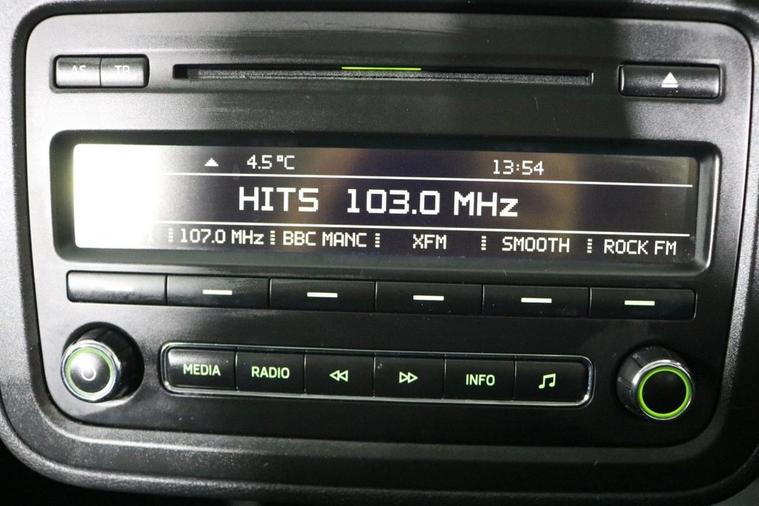 AS TP
4.5°C 13:54
HITS 103.0 MHz
107.0 MHz BBC MANC XFM SMOOTH ROCK FM
MEDIA RADIO INFO